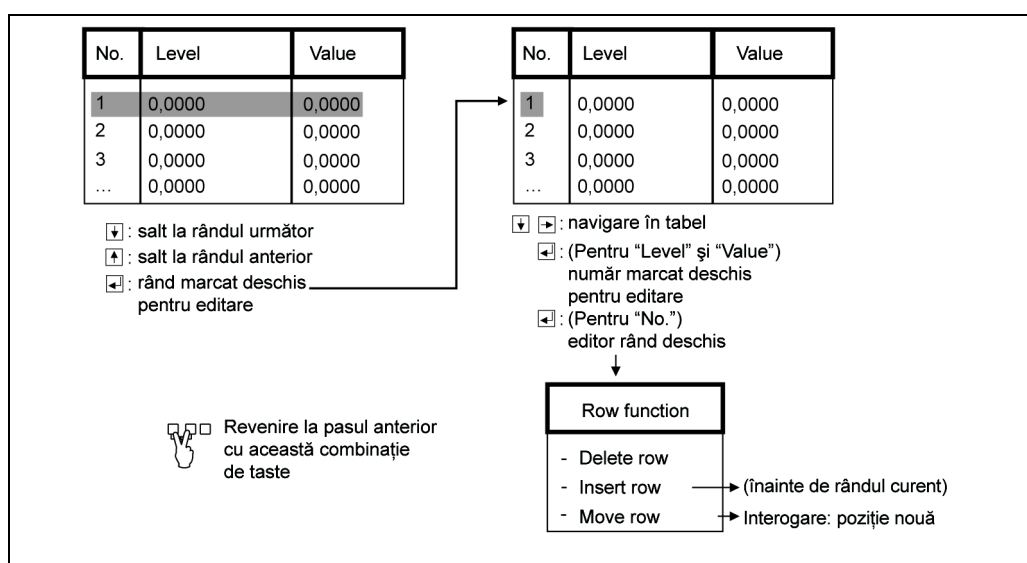 No. Level Value
1 0,0000 0,0000
2 0,0000 0,0000
3 0,0000 0,0000
... 0,0000 0,0000
: salt la rândul următor
: salt la rândul anterior
: rând marcat deschis
pentru editare
Revenire la pasul anterior
cu această combinație
de taste
No. Level Value
1 0,0000 0,0000
2 0,0000 0,0000
3 0,0000 0,0000
... 0,0000 0,0000
: navigare în tabel
: (Pentru “Level” şi “Value”)
număr marcat deschis
pentru editare
: (Pentru “No.”)
editor rând deschis
Row function
- Delete row
- Insert row (înainte de rândul curent)
- Move row Interogare: poziție nouă